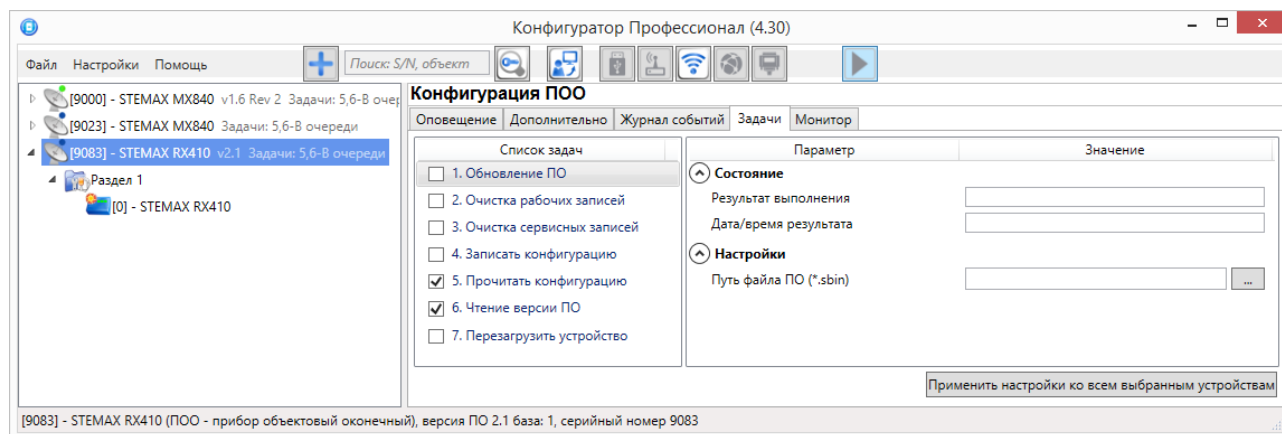 Конфигуратор Професcионал (4.30)
Файл Настройки Помощь
Поиск: S/N, объект
[9000] - STEMAX MX840 v1.6 Rev 2 Задачи: 5,6-В очер
[9023] - STEMAX MX840 Задачи: 5,6-В очереди
[9083] - STEMAX RX410 v2.1 Задачи: 5,6-В очереди
Раздел 1
[0] - STEMAX RX410
Конфигурация ПОО
Оповещение Дополнительно Журнал событий Задачи Монитор
Список задач
1. Обновление ПО
2. Очистка рабочих записей
3. Очистка сервисных записей
4. Записать конфигурацию
5. Прочитать конфигурацию
6. Чтение версии ПО
7. Перезагрузить устройство
Параметр Значение
Состояние
Результат выполнения
Дата/время результата
Настройки
Путь файла ПО (*.sbin) ...
Применить настройки ко всем выбранным устройствам
[9083] - STEMAX RX410 (ПОО - прибор объектовый оконечный), версия ПО 2.1 база: 1, серийный номер 9083